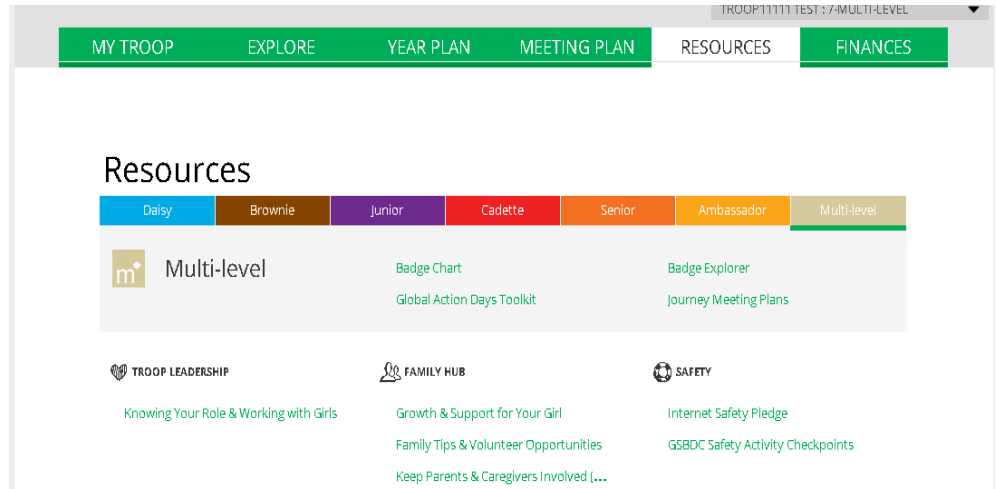 TROOP11111 TEST : 7-MULTI-LEVEL
MY TROOP EXPLORE YEAR PLAN MEETING PLAN RESOURCES FINANCES
Resources
Daisy Brownie Junior Cadette Senior Ambassador Multi-level
m Multi-level
Badge Chart Badge Explorer
Global Action Days Toolkit Journey Meeting Plans
TROOP LEADERSHIP FAMILY HUB SAFETY
Knowing Your Role & Working with Girls Growth & Support for Your Girl Internet Safety Pledge
Family Tips & Volunteer Opportunities GSBDC Safety Activity Checkpoints
Keep Parents & Caregivers Involved (...